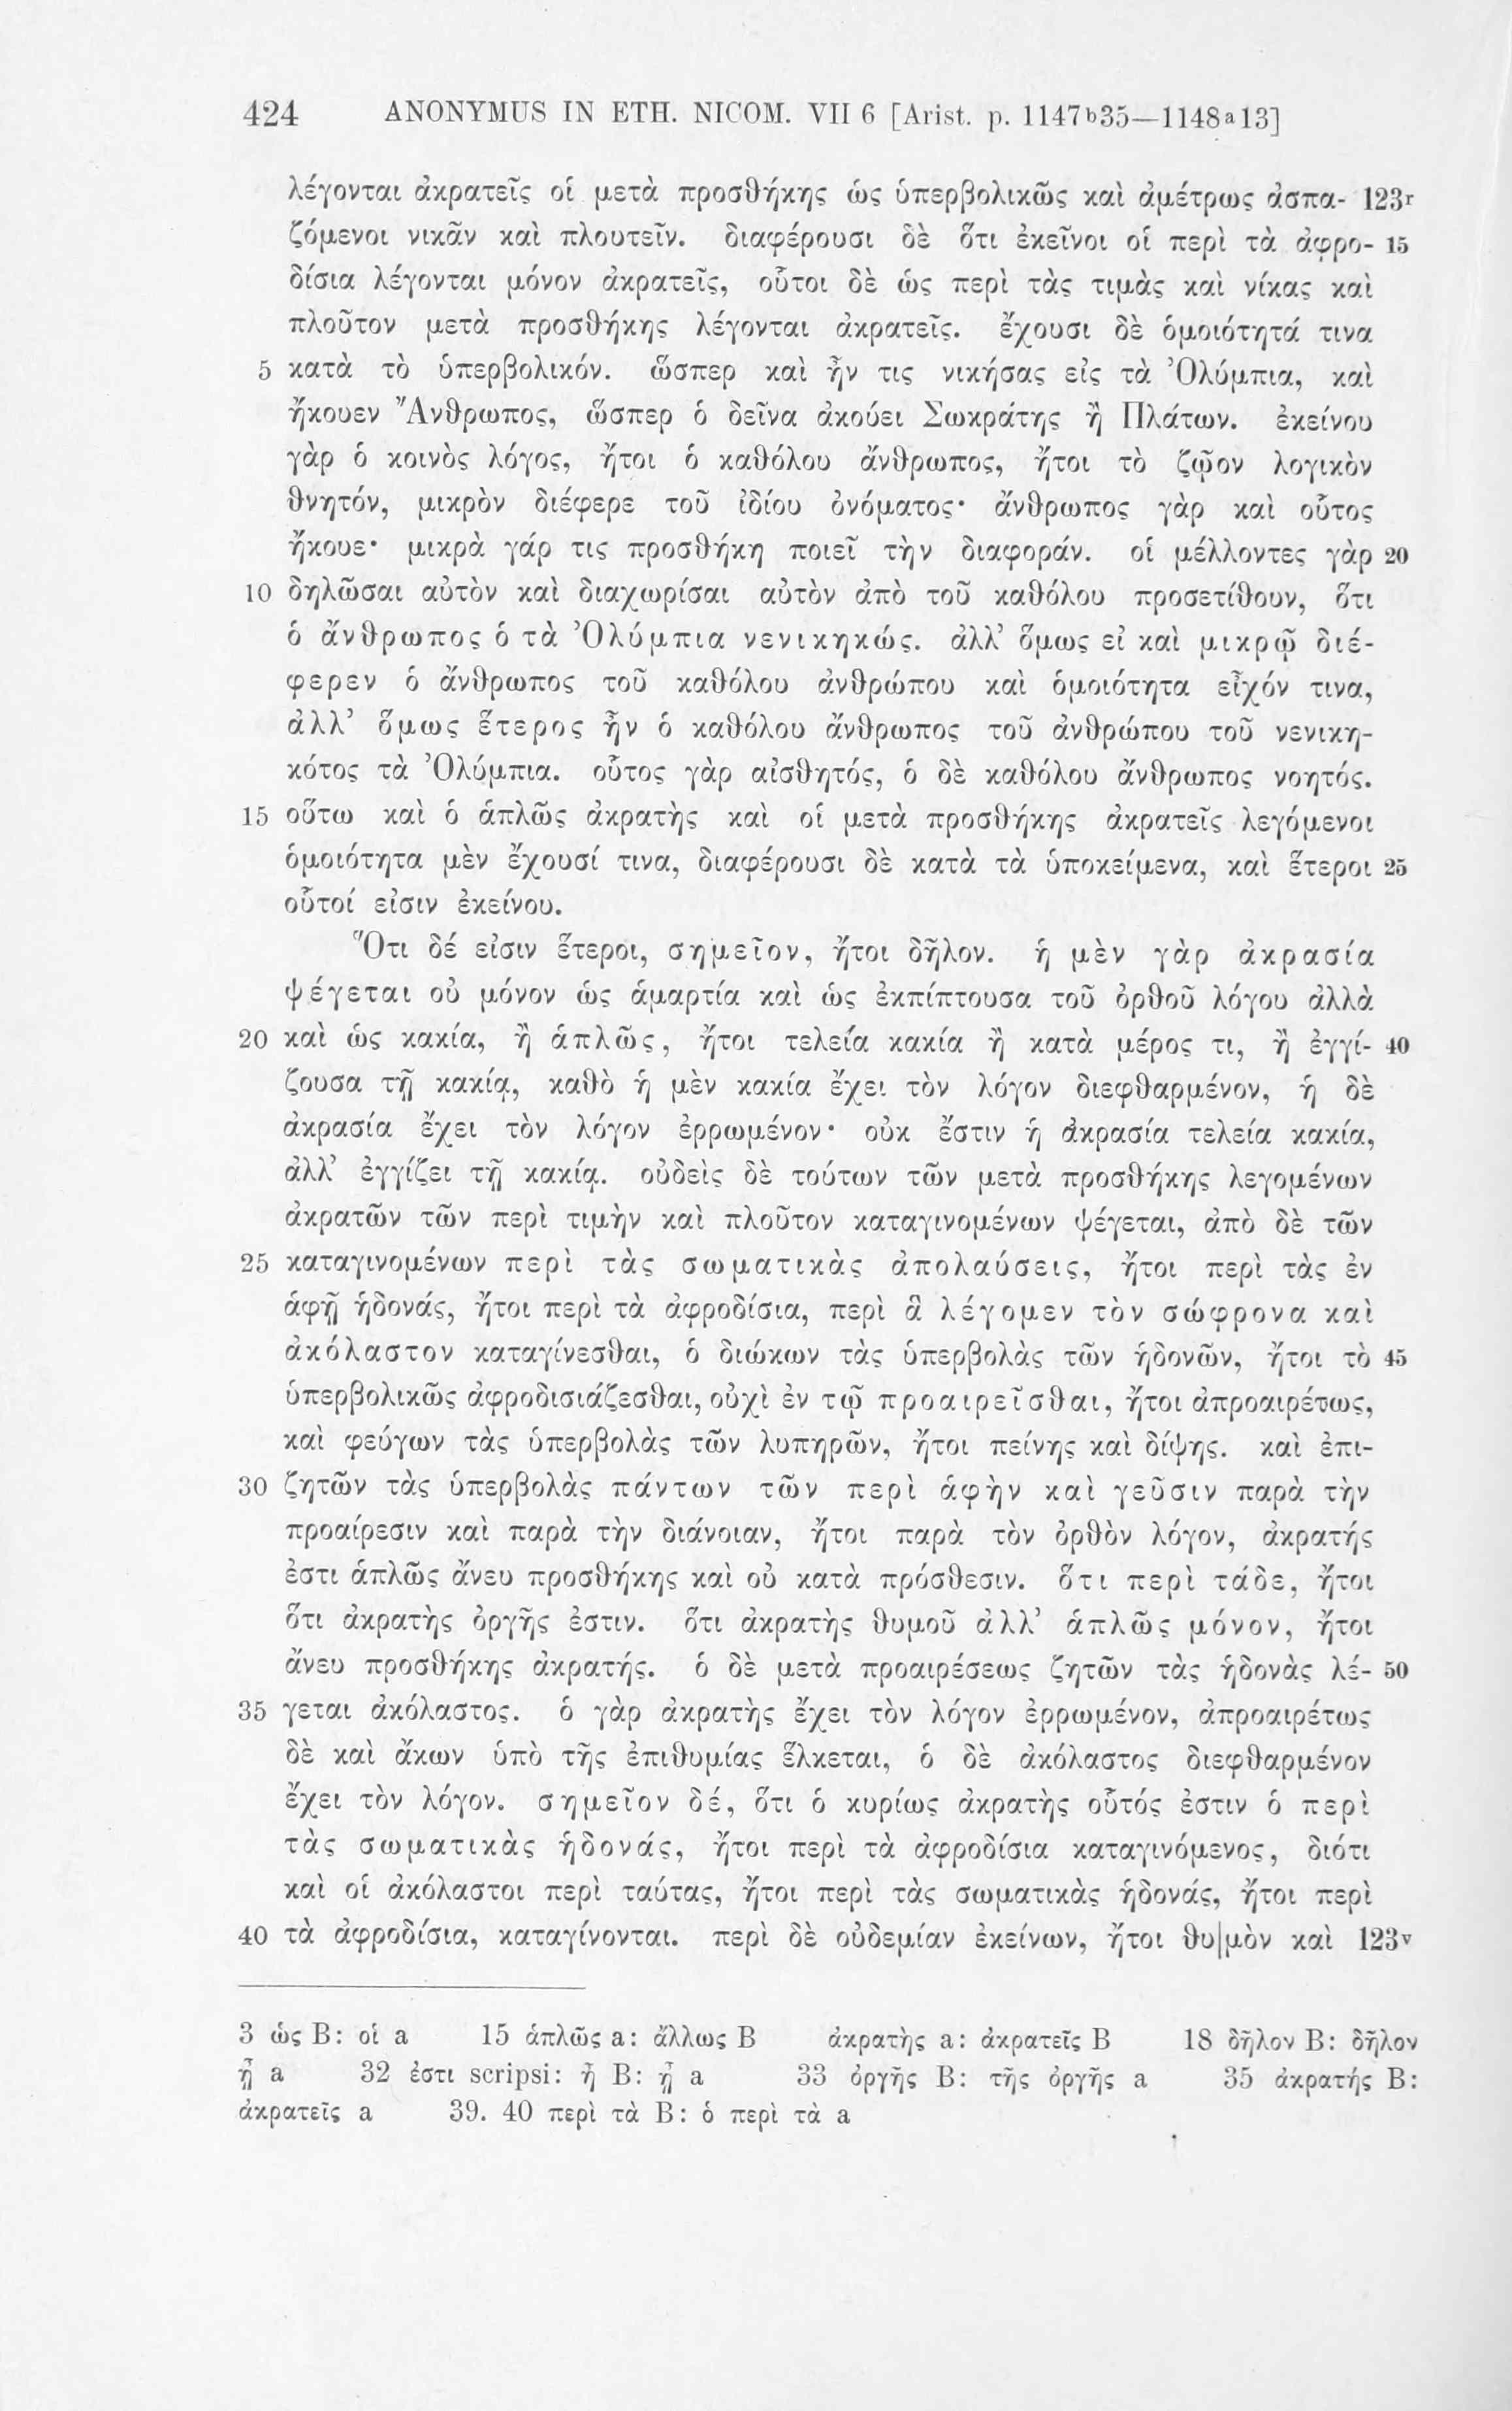 424 ANONYMUS IN ETH. NICOM. VII 6 [Arist. p. 1147b35—1148a13]
λέγονται ἀκρατεῖς οἱ μετὰ προσθήκης ὡς ὑπερβολικῶς καὶ ἀμέτρως ἀσπα- 123r
ζόμενοι νικᾶν καὶ πλουτεῖν. διαφέρουσι δὲ ὅτι ἐκεῖνοι οἱ περὶ τὰ ἀφρο- 15
δίσια λέγονται μόνον ἀκρατεῖς, οὗτοι δὲ ὡς περὶ τὰς τιμὰς καὶ νίκας καὶ
πλοῦτον μετὰ προσθήκης λέγονται ἀκρατεῖς. ἔχουσι δὲ ὁμοιότητά τινα
5 κατὰ τὸ ὑπερβολικόν. ὥσπερ καὶ ἦν τις νικήσας εἰς τὰ Ὀλύμπια, καὶ
ἤκουεν Ἄνθρωπος, ὥσπερ ὁ δεῖνα ἀκούει Σωκράτης ἢ Πλάτων. ἐκείνου
γὰρ ὁ κοινὸς λόγος, ἤτοι ὁ καθόλου ἄνθρωπος, ἤτοι τὸ ζῷον λογικὸν
θνητόν, μικρὸν διέφερε τοῦ ἰδίου ὀνόματος· ἄνθρωπος γὰρ καὶ οὗτος
ἤκουε· μικρὰ γάρ τις προσθήκη ποιεῖ τὴν διαφοράν. οἱ μέλλοντες γὰρ 20
10 δηλῶσαι αὐτὸν καὶ διαχωρίσαι αὐτὸν ἀπὸ τοῦ καθόλου προσετίθουν, ὅτι
ὁ ἄνθρωπος ὁ τὰ Ὀλύμπια νενικηκώς. ἀλλ’ ὅμως εἰ καὶ μικρῷ διέ-
φερεν ὁ ἄνθρωπος τοῦ καθόλου ἀνθρώπου καὶ ὁμοιότητα εἶχόν τινα,
ἀλλ’ ὅμως ἕτερος ἦν ὁ καθόλου ἄνθρωπος τοῦ ἀνθρώπου τοῦ νενικη-
κότος τὰ Ὀλύμπια. οὗτος γὰρ αἰσθητός, ὁ δὲ καθόλου ἄνθρωπος νοητός.
15 οὕτω καὶ ὁ ἁπλῶς ἀκρατὴς καὶ οἱ μετὰ προσθήκης ἀκρατεῖς λεγόμενοι
ὁμοιότητα μὲν ἔχουσί τινα, διαφέρουσι δὲ κατὰ τὰ ὑποκείμενα, καὶ ἕτεροι 25
οὗτοί εἰσιν ἐκείνου.
Ὅτι δέ εἰσιν ἕτεροι, σημεῖον, ἤτοι δῆλον. ἡ μὲν γὰρ ἀκρασία
ψέγεται οὐ μόνον ὡς ἁμαρτία καὶ ὡς ἐκπίπτουσα τοῦ ὀρθοῦ λόγου ἀλλὰ
20 καὶ ὡς κακία, ἢ ἁπλῶς, ἤτοι τελεία κακία ἢ κατὰ μέρος τι, ἢ ἐγγί- 40
ζουσα τῇ κακίᾳ, καθὸ ἡ μὲν κακία ἔχει τὸν λόγον διεφθαρμένον, ἡ δὲ
ἀκρασία ἔχει τὸν λόγον ἐρρωμένον· οὐκ ἔστιν ἡ ἀκρασία τελεία κακία,
ἀλλ’ ἐγγίζει τῇ κακίᾳ. οὐδεὶς δὲ τούτων τῶν μετὰ προσθήκης λεγομένων
ἀκρατῶν τῶν περὶ τιμὴν καὶ πλοῦτον καταγινομένων ψέγεται, ἀπὸ δὲ τῶν
25 καταγινομένων περὶ τὰς σωματικὰς ἀπολαύσεις, ἤτοι περὶ τὰς ἐν
ἁφῇ ἡδονάς, ἤτοι περὶ τὰ ἀφροδίσια, περὶ ἃ λέγομεν τὸν σώφρονα καὶ
ἀκόλαστον καταγίνεσθαι, ὁ διώκων τὰς ὑπερβολὰς τῶν ἡδονῶν, ἤτοι τὸ 45
ὑπερβολικῶς ἀφροδισιάζεσθαι, οὐχὶ ἐν τῷ προαιρεῖσθαι, ἤτοι ἀπροαιρέτως,
καὶ φεύγων τὰς ὑπερβολὰς τῶν λυπηρῶν, ἤτοι πείνης καὶ δίψης. καὶ ἐπι-
30 ζητῶν τὰς ὑπερβολὰς πάντων τῶν περὶ ἁφὴν καὶ γεῦσιν παρὰ τὴν
προαίρεσιν καὶ παρὰ τὴν διάνοιαν, ἤτοι παρὰ τὸν ὀρθὸν λόγον, ἀκρατής
ἐστι ἁπλῶς ἄνευ προσθήκης καὶ οὐ κατὰ πρόσθεσιν. ὅτι περὶ τάδε, ἤτοι
ὅτι ἀκρατὴς ὀργῆς ἐστιν. ὅτι ἀκρατὴς θυμοῦ ἀλλ’ ἁπλῶς μόνον, ἤτοι
ἄνευ προσθήκης ἀκρατής. ὁ δὲ μετὰ προαιρέσεως ζητῶν τὰς ἡδονὰς λέ- 50
35 γεται ἀκόλαστος. ὁ γὰρ ἀκρατὴς ἔχει τὸν λόγον ἐρρωμένον, ἀπροαιρέτως
δὲ καὶ ἄκων ὑπὸ τῆς ἐπιθυμίας ἕλκεται, ὁ δὲ ἀκόλαστος διεφθαρμένον
ἔχει τὸν λόγον. σημεῖον δέ, ὅτι ὁ κυρίως ἀκρατὴς οὗτός ἐστιν ὁ περὶ
τὰς σωματικὰς ἡδονάς, ἤτοι περὶ τὰ ἀφροδίσια καταγινόμενος, διότι
καὶ οἱ ἀκόλαστοι περὶ ταύτας, ἤτοι περὶ τὰς σωματικὰς ἡδονάς, ἤτοι περὶ
40 τὰ ἀφροδίσια, καταγίνονται. περὶ δὲ οὐδεμίαν ἐκείνων, ἤτοι θυ|μὸν καὶ 123v
3 ὡς B: οἱ a 15 ἁπλῶς a: ἄλλως B ἀκρατὴς a: ἀκρατεῖς B 18 δῆλον B: δῆλον
ᾖ a 32 ἐστι scripsi: ἦ B: ᾖ a 33 ὀργῆς B: τῆς ὀργῆς a 35 ἀκρατής B:
ἀκρατεῖς a 39. 40 περὶ τὰ B: ὁ περὶ τὰ a